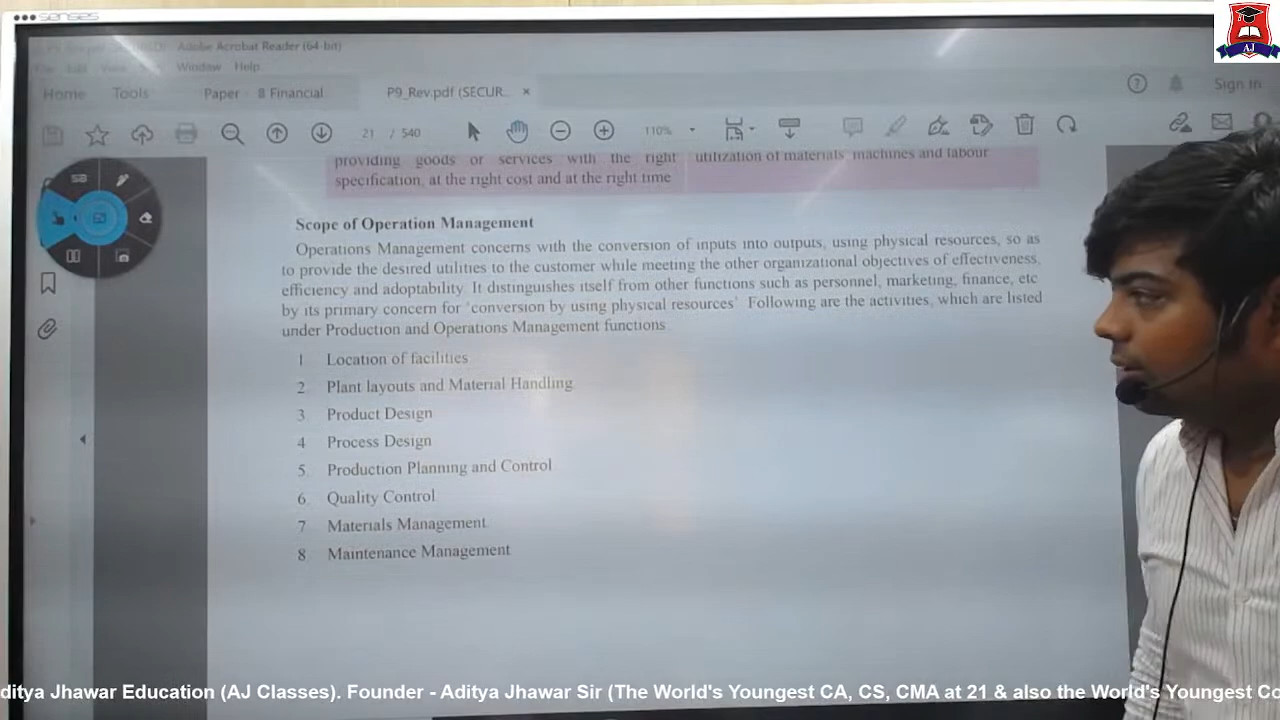 senses
Adobe Acrobat Reader (64-bit)
Window Help
Home Tools Paper 8 Financial P9_Rev.pdf (SECUR... × Sign In
21 / 540 110%
providing goods or services with the right utilization of materials machines and labour
specification, at the right cost and at the right time
Scope of Operation Management
Operations Management concerns with the conversion of inputs into outputs, using physical resources, so as
to provide the desired utilities to the customer while meeting the other organizational objectives of effectiveness,
efficiency and adoptability. It distinguishes itself from other functions such as personnel, marketing, finance, etc
by its primary concern for 'conversion by using physical resources' Following are the activities, which are listed
under Production and Operations Management functions
1 Location of facilities
2 Plant layouts and Material Handling
3 Product Design
4 Process Design
5. Production Planning and Control
6. Quality Control
7 Materials Management
8 Maintenance Management
AJ
ditya Jhawar Education (AJ Classes). Founder - Aditya Jhawar Sir (The World's Youngest CA, CS, CMA at 21 & also the World's Youngest Co